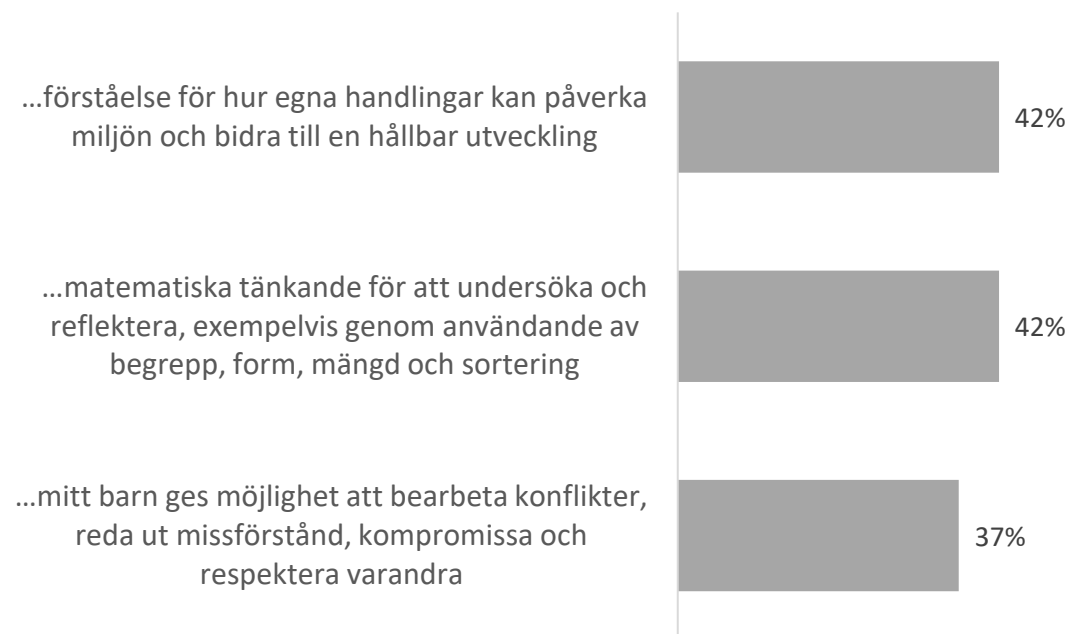 …förståelse för hur egna handlingar kan påverka
miljön och bidra till en hållbar utveckling
42%
…matematiska tänkande för att undersöka och
reflektera, exempelvis genom användande av
begrepp, form, mängd och sortering
42%
…mitt barn ges möjlighet att bearbeta konflikter,
reda ut missförstånd, kompromissa och
respektera varandra
37%